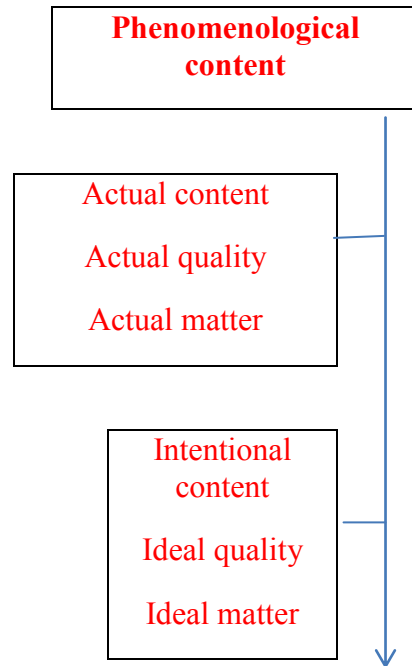 Phenomenological
content
Actual content
Actual quality
Actual matter
Intentional
content
Ideal quality
Ideal matter